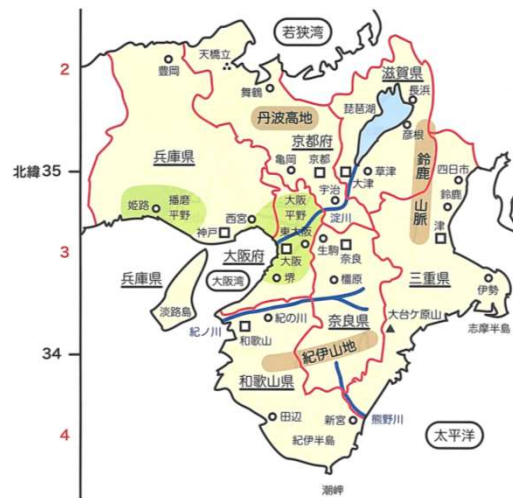 若狭湾
2
天橋立
豊岡
舞鶴
滋賀県
長浜
琵琶湖
丹波高地
京都府
彦根
兵庫県
亀岡
京都
草津
大津
四日市
北緯35
鈴鹿山脈
鈴鹿
宇治
姫路
播磨平野
西宮
大阪平野
淀川
津
神戸
東大阪
生駒
3
大阪府
大阪
奈良
兵庫県
大阪湾
堺
橿原
三重県
伊勢
淡路島
紀の川
奈良県
大台ケ原山
志摩半島
紀ノ川
和歌山
34
紀伊山地
和歌山県
田辺
新宮
熊野川
4
紀伊半島
太平洋
潮岬